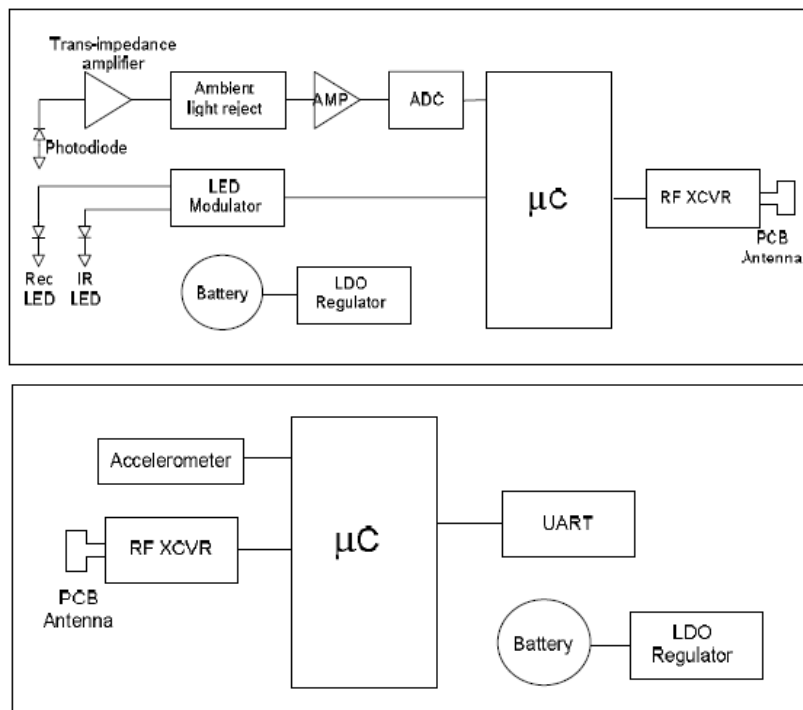 Trans-impedance
amplifier
Ambient
light reject
AMP
ADC
Photodiode
LED
Modulator
μC
RF XCVR
PCB
Antenna
Rec
LED
IR
LED
Battery
LDO
Regulator
Accelerometer
μC
RF XCVR
UART
PCB
Antenna
Battery
LDO
Regulator